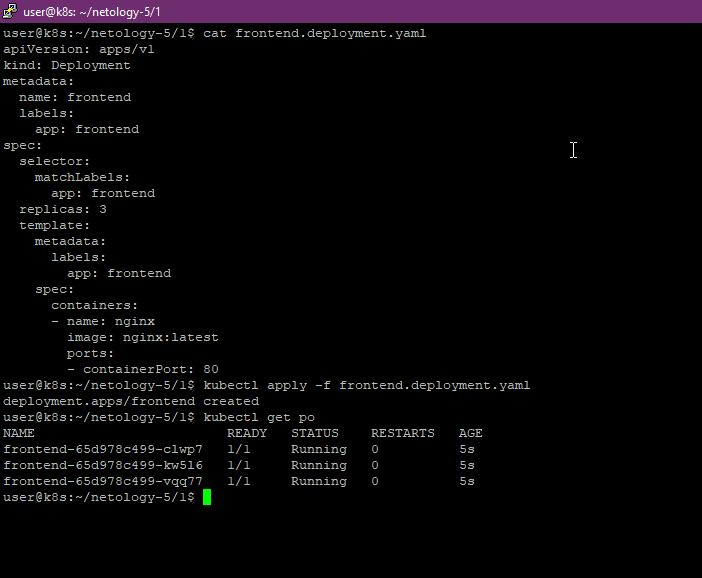 user@k8s: ~/netology-5/1
user@k8s:~/netology-5/1$ cat frontend.deployment.yaml
apiVersion: apps/v1
kind: Deployment
metadata:
  name: frontend
  labels:
    app: frontend
spec:
  selector:
    matchLabels:
      app: frontend
  replicas: 3
  template:
    metadata:
      labels:
        app: frontend
    spec:
      containers:
      - name: nginx
        image: nginx:latest
        ports:
        - containerPort: 80
user@k8s:~/netology-5/1$ kubectl apply -f frontend.deployment.yaml
deployment.apps/frontend created
user@k8s:~/netology-5/1$ kubectl get po
NAME                        READY   STATUS    RESTARTS   AGE
frontend-65d978c499-clwp7   1/1     Running   0          5s
frontend-65d978c499-kw5l6   1/1     Running   0          5s
frontend-65d978c499-vqq77   1/1     Running   0          5s
user@k8s:~/netology-5/1$